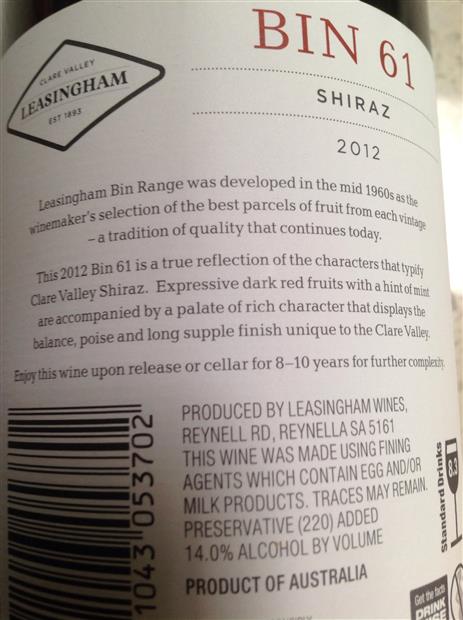 CLARE VALLEY
LEASINGHAM
EST 1893
BIN 61
SHIRAZ
2012
Leasingham Bin Range was developed in the mid 1960s as the
winemaker's selection of the best parcels of fruit from each vintage
– a tradition of quality that continues today.
This 2012 Bin 61 is a true reflection of the characters that typify
Clare Valley Shiraz. Expressive dark red fruits with a hint of mint
are accompanied by a palate of rich character that displays the
balance, poise and long supple finish unique to the Clare Valley.
Enjoy this wine upon release or cellar for 8–10 years for further complexity.
1043 053702
PRODUCED BY LEASINGHAM WINES,
REYNELL RD, REYNELLA SA 5161
THIS WINE WAS MADE USING FINING
AGENTS WHICH CONTAIN EGG AND/OR
MILK PRODUCTS. TRACES MAY REMAIN.
PRESERVATIVE (220) ADDED
14.0% ALCOHOL BY VOLUME
PRODUCT OF AUSTRALIA
Standard Drinks
8.3
Get the facts
DRINK